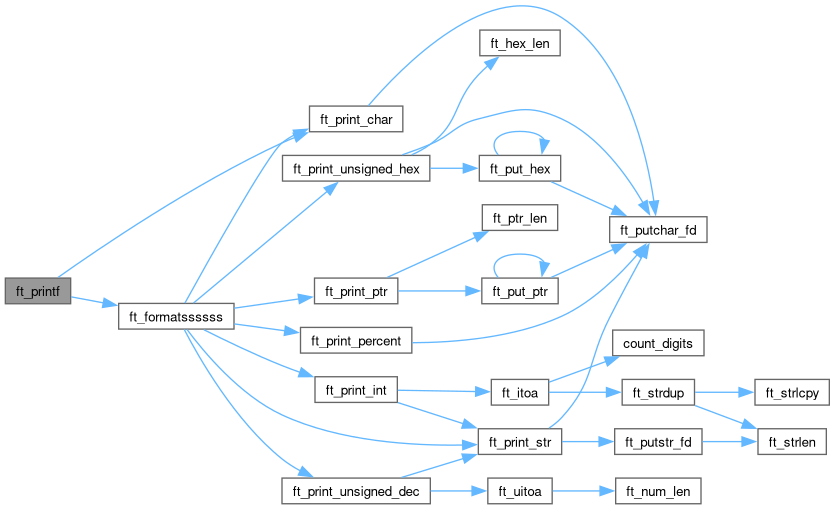 ft_hex_len
ft_print_char
ft_print_unsigned_hex
ft_put_hex
ft_ptr_len
ft_putchar_fd
ft_printf
ft_print_ptr
ft_put_ptr
ft_formatssssss
ft_print_percent
count_digits
ft_print_int
ft_itoa
ft_strdup
ft_strlcpy
ft_print_str
ft_putstr_fd
ft_strlen
ft_print_unsigned_dec
ft_uitoa
ft_num_len